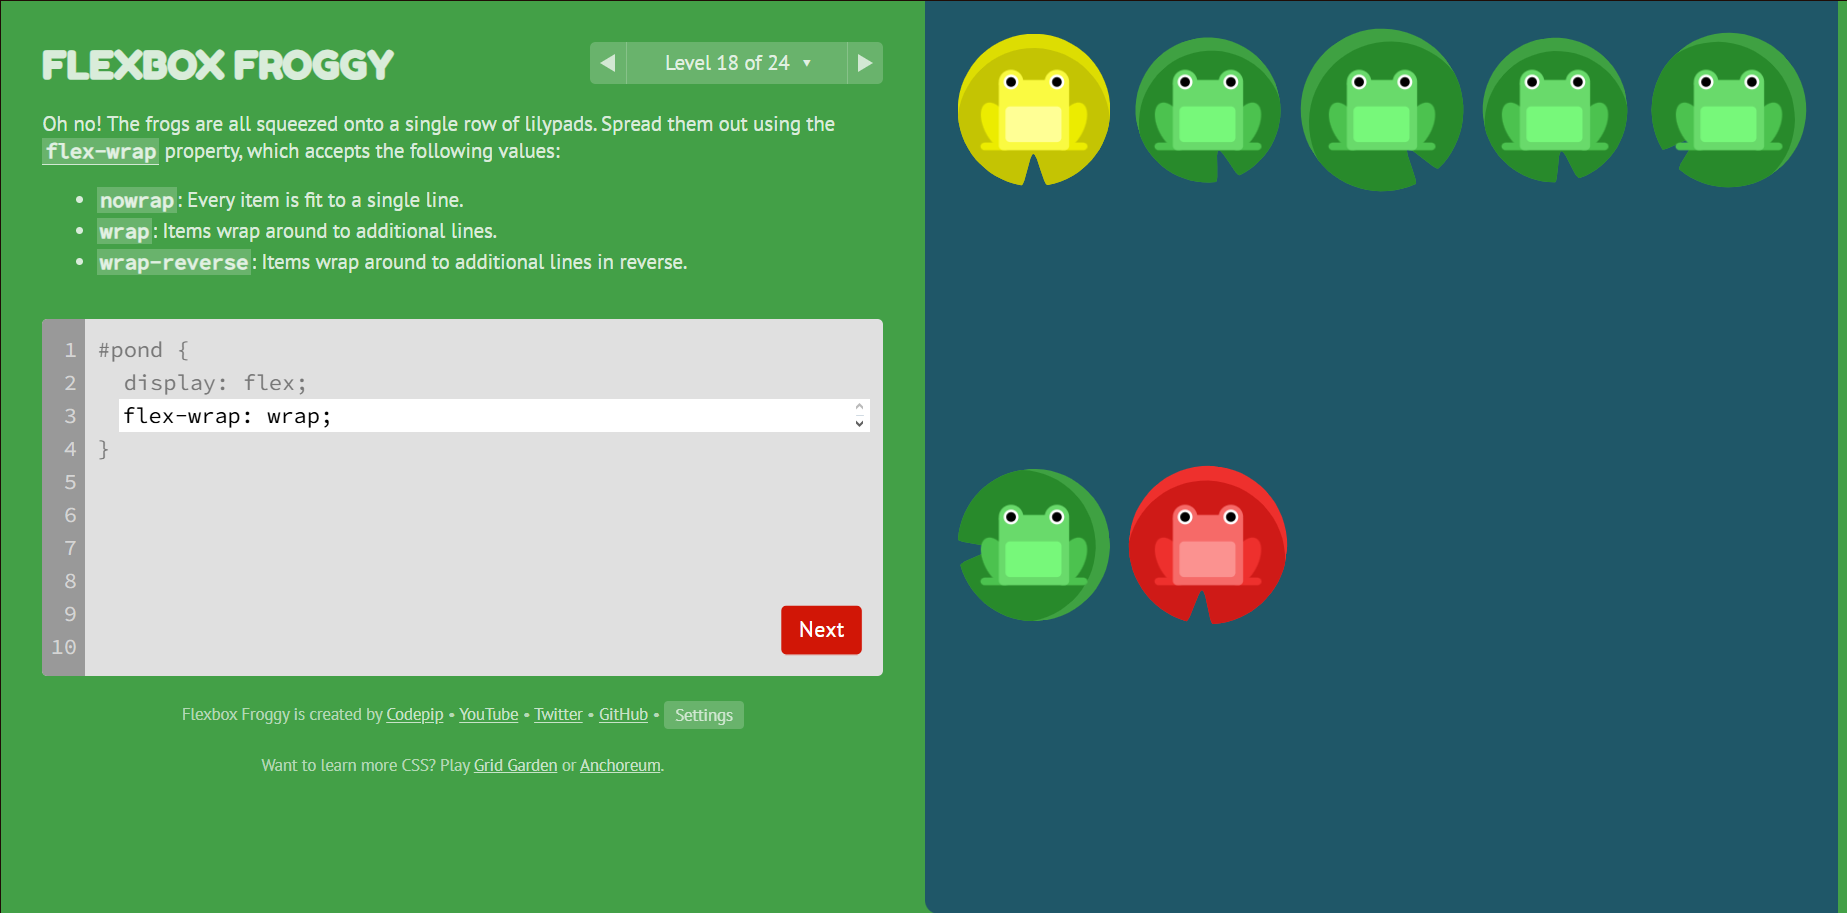 FLEXBOX FROGGY
Level 18 of 24
Oh no! The frogs are all squeezed onto a single row of lilypads. Spread them out using the
flex-wrap property, which accepts the following values:
nowrap: Every item is fit to a single line.
wrap: Items wrap around to additional lines.
wrap-reverse: Items wrap around to additional lines in reverse.
1 #pond {
2 display: flex;
3 flex-wrap: wrap;
4 }
5
6
7
8
9
10
Next
Flexbox Froggy is created by Codepip • YouTube • Twitter • GitHub • Settings
Want to learn more CSS? Play Grid Garden or Anchoreum.